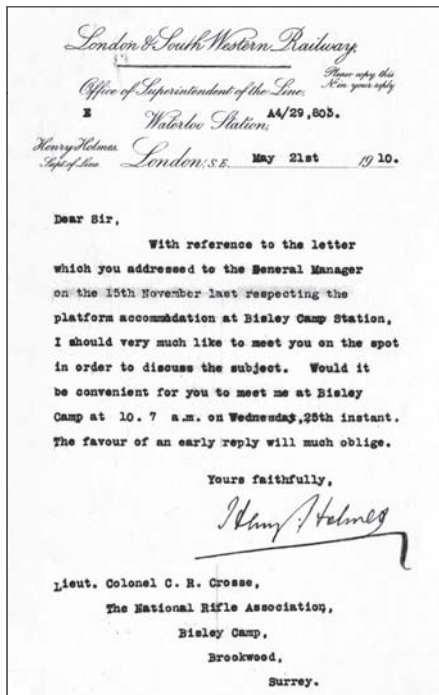 London & South Western Railway.
Office of Superintendent of the Line,
Please copy this
No. in your reply
E
A4/29,603.
Waterloo Station,
Henry Holmes.
Supt. of Line.
London, S.E. May 21st 1910.
Dear Sir,
With reference to the letter
which you addressed to the General Manager
on the 15th November last respecting the
platform accommodation at Bisley Camp Station,
I should very much like to meet you on the spot
in order to discuss the subject. Would it
be convenient for you to meet me at Bisley
Camp at 10. 7 a.m. on Wednesday,25th instant.
The favour of an early reply will much oblige.
Yours faithfully,
Henry Holmes
Lieut. Colonel C. R. Crosse,
The National Rifle Association,
Bisley Camp,
Brookwood,
Surrey.